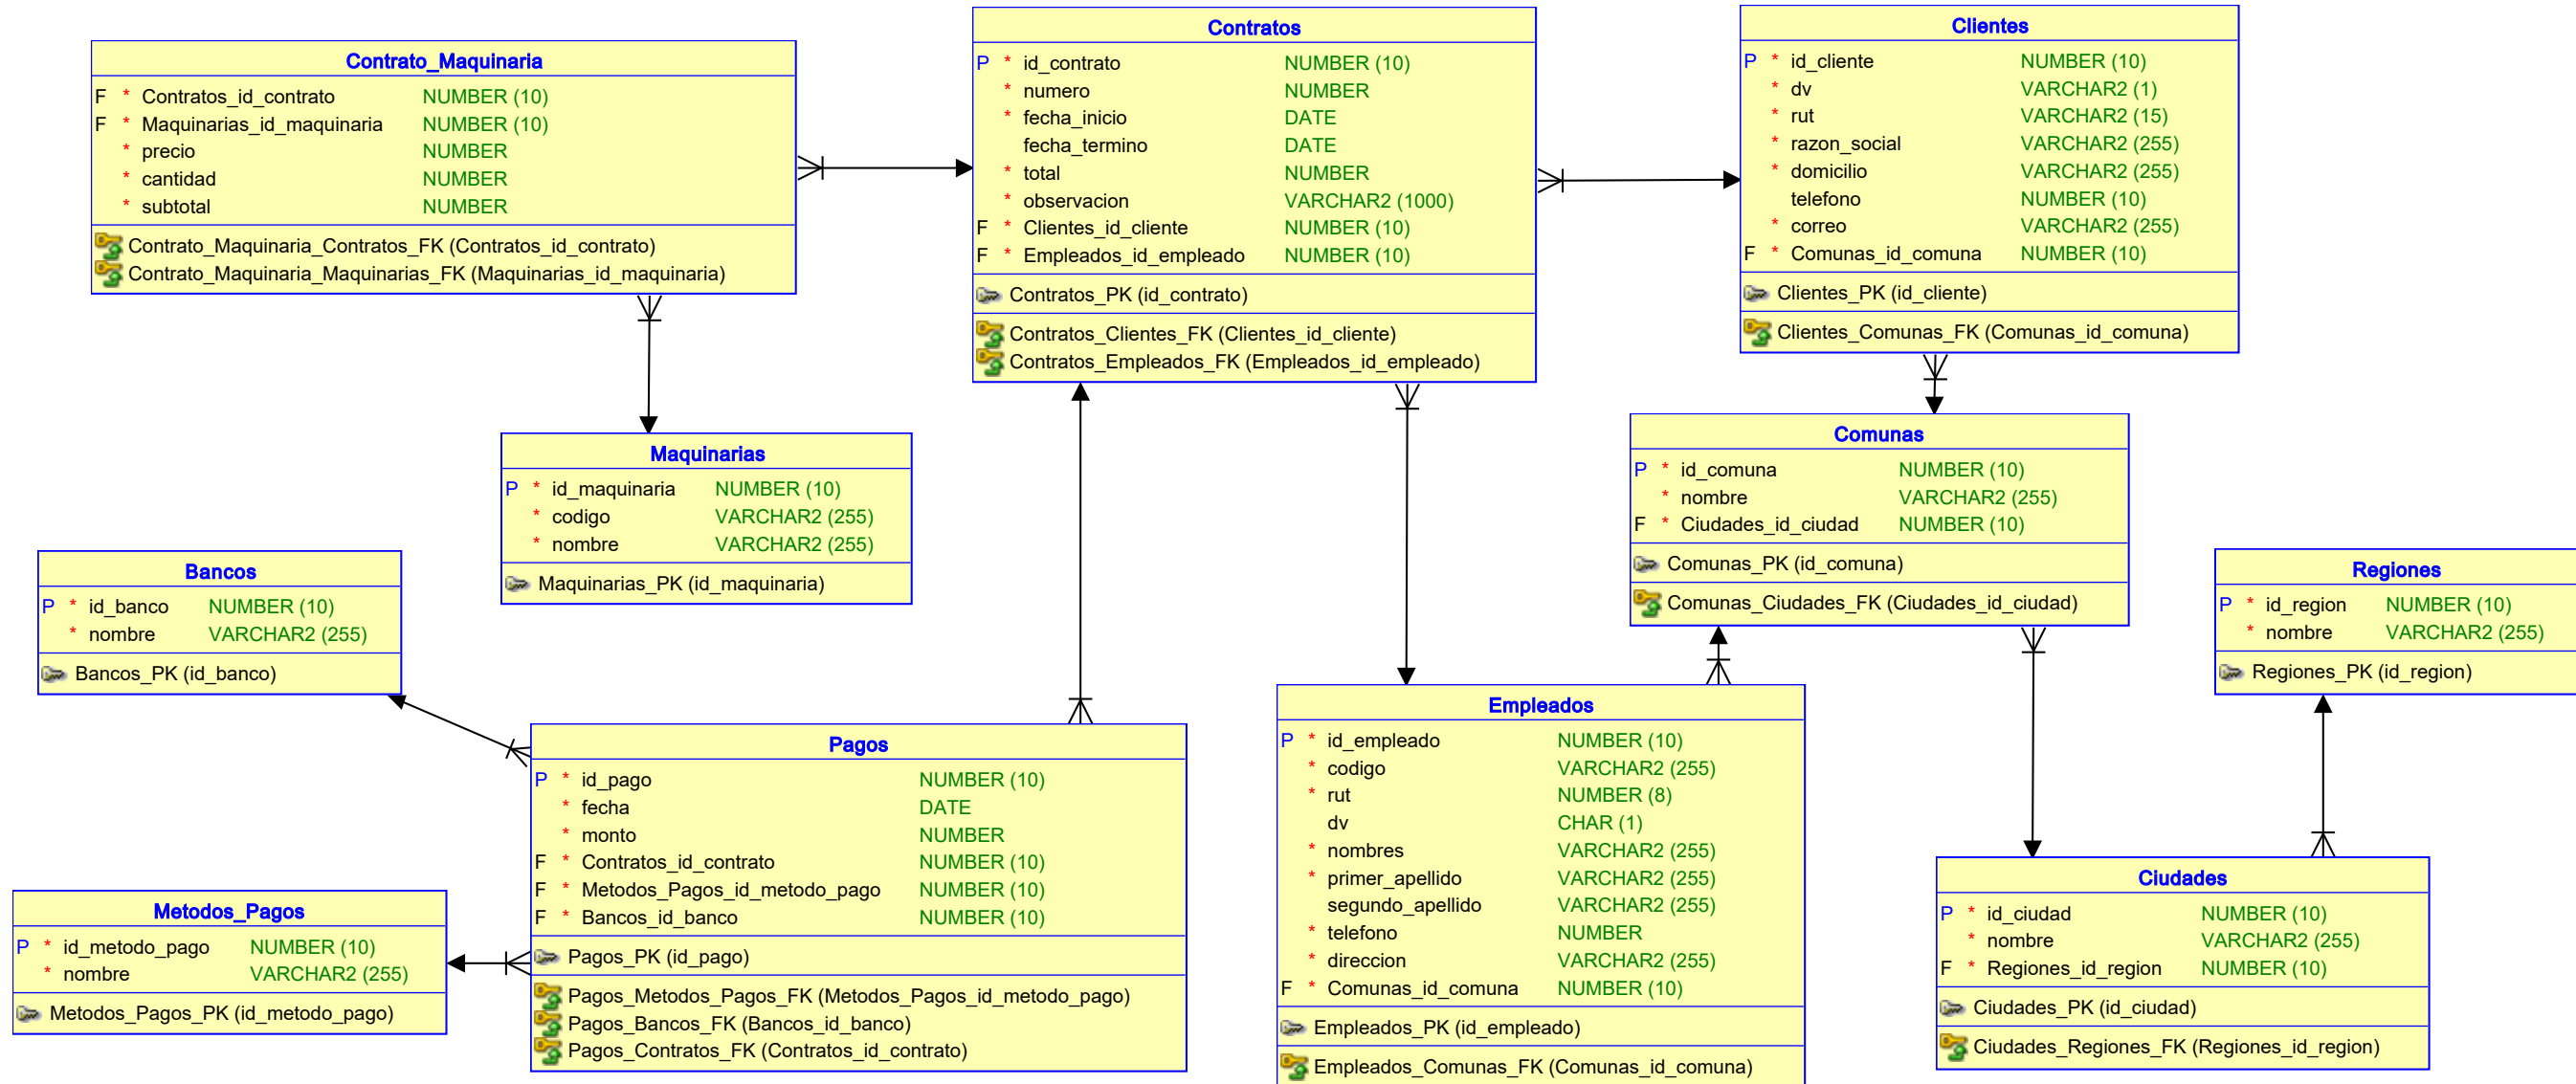 Contrato_Maquinaria
F * Contratos_id_contrato NUMBER (10)
F * Maquinarias_id_maquinaria NUMBER (10)
* precio NUMBER
* cantidad NUMBER
* subtotal NUMBER
Contrato_Maquinaria_Contratos_FK (Contratos_id_contrato)
Contrato_Maquinaria_Maquinarias_FK (Maquinarias_id_maquinaria)
Contratos
P * id_contrato NUMBER (10)
* numero NUMBER
* fecha_inicio DATE
fecha_termino DATE
* total NUMBER
* observacion VARCHAR2 (1000)
F * Clientes_id_cliente NUMBER (10)
F * Empleados_id_empleado NUMBER (10)
Contratos_PK (id_contrato)
Contratos_Clientes_FK (Clientes_id_cliente)
Contratos_Empleados_FK (Empleados_id_empleado)
Clientes
P * id_cliente NUMBER (10)
* dv VARCHAR2 (1)
* rut VARCHAR2 (15)
* razon_social VARCHAR2 (255)
* domicilio VARCHAR2 (255)
telefono NUMBER (10)
* correo VARCHAR2 (255)
F * Comunas_id_comuna NUMBER (10)
Clientes_PK (id_cliente)
Clientes_Comunas_FK (Comunas_id_comuna)
Maquinarias
P * id_maquinaria NUMBER (10)
* codigo VARCHAR2 (255)
* nombre VARCHAR2 (255)
Maquinarias_PK (id_maquinaria)
Comunas
P * id_comuna NUMBER (10)
* nombre VARCHAR2 (255)
F * Ciudades_id_ciudad NUMBER (10)
Comunas_PK (id_comuna)
Comunas_Ciudades_FK (Ciudades_id_ciudad)
Bancos
P * id_banco NUMBER (10)
* nombre VARCHAR2 (255)
Bancos_PK (id_banco)
Regiones
P * id_region NUMBER (10)
* nombre VARCHAR2 (255)
Regiones_PK (id_region)
Pagos
P * id_pago NUMBER (10)
* fecha DATE
* monto NUMBER
F * Contratos_id_contrato NUMBER (10)
F * Metodos_Pagos_id_metodo_pago NUMBER (10)
F * Bancos_id_banco NUMBER (10)
Pagos_PK (id_pago)
Pagos_Metodos_Pagos_FK (Metodos_Pagos_id_metodo_pago)
Pagos_Bancos_FK (Bancos_id_banco)
Pagos_Contratos_FK (Contratos_id_contrato)
Empleados
P * id_empleado NUMBER (10)
* codigo VARCHAR2 (255)
* rut NUMBER (8)
dv CHAR (1)
* nombres VARCHAR2 (255)
* primer_apellido VARCHAR2 (255)
segundo_apellido VARCHAR2 (255)
* telefono NUMBER
* direccion VARCHAR2 (255)
F * Comunas_id_comuna NUMBER (10)
Empleados_PK (id_empleado)
Empleados_Comunas_FK (Comunas_id_comuna)
Metodos_Pagos
P * id_metodo_pago NUMBER (10)
* nombre VARCHAR2 (255)
Metodos_Pagos_PK (id_metodo_pago)
Ciudades
P * id_ciudad NUMBER (10)
* nombre VARCHAR2 (255)
F * Regiones_id_region NUMBER (10)
Ciudades_PK (id_ciudad)
Ciudades_Regiones_FK (Regiones_id_region)